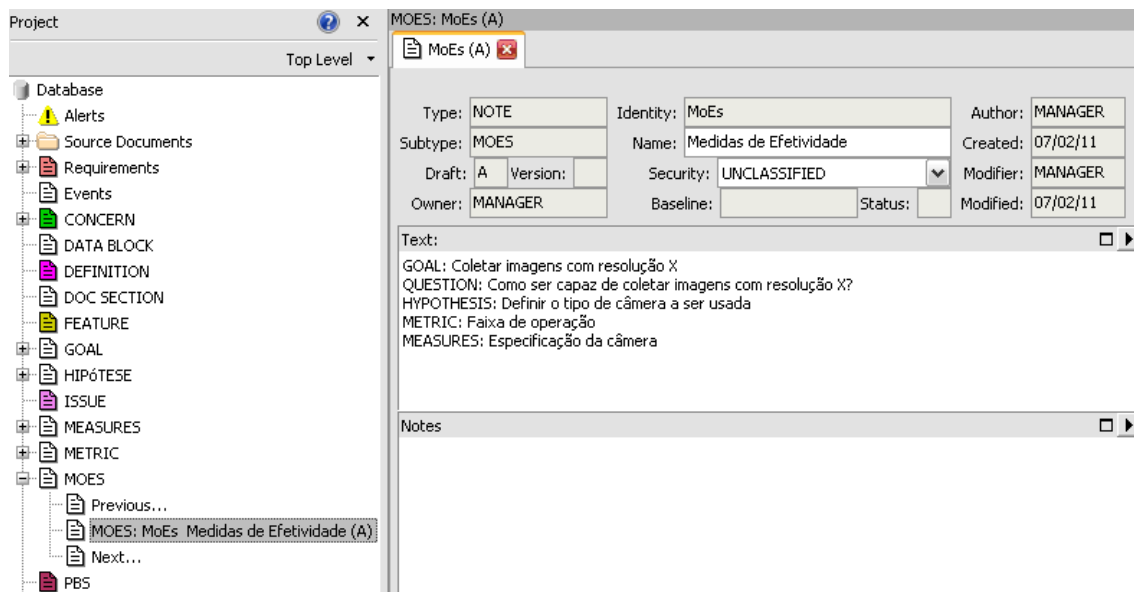 Project
Top Level
Database
Alerts
Source Documents
Requirements
Events
CONCERN
DATA BLOCK
DEFINITION
DOC SECTION
FEATURE
GOAL
HIPóTESE
ISSUE
MEASURES
METRIC
MOES
Previous...
MOES: MoEs Medidas de Efetividade (A)
Next...
PBS
MOES: MoEs (A)
MoEs (A)
Type: NOTE Identity: MoEs Author: MANAGER
Subtype: MOES Name: Medidas de Efetividade Created: 07/02/11
Draft: A Version: Security: UNCLASSIFIED Modifier: MANAGER
Owner: MANAGER Baseline: Status: Modified: 07/02/11
Text:
GOAL: Coletar imagens com resolução X
QUESTION: Como ser capaz de coletar imagens com resolução X?
HYPOTHESIS: Definir o tipo de câmera a ser usada
METRIC: Faixa de operação
MEASURES: Especificação da câmera
Notes